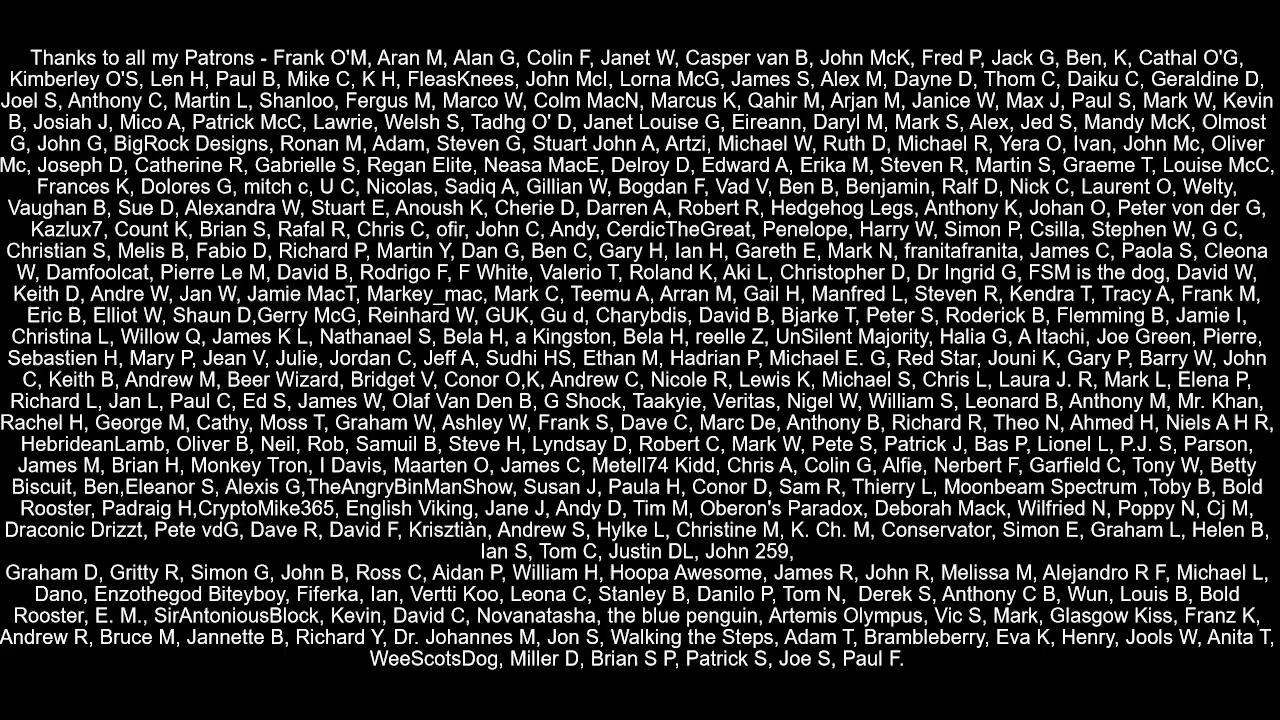 Thanks to all my Patrons - Frank O'M, Aran M, Alan G, Colin F, Janet W, Casper van B, John McK, Fred P, Jack G, Ben, K, Cathal O'G,
Kimberley O'S, Len H, Paul B, Mike C, K H, FleasKnees, John McI, Lorna McG, James S, Alex M, Dayne D, Thom C, Daiku C, Geraldine D,
Joel S, Anthony C, Martin L, Shanloo, Fergus M, Marco W, Colm MacN, Marcus K, Qahir M, Arjan M, Janice W, Max J, Paul S, Mark W, Kevin
B, Josiah J, Mico A, Patrick McC, Lawrie, Welsh S, Tadhg O' D, Janet Louise G, Eireann, Daryl M, Mark S, Alex, Jed S, Mandy McK, Olmost
G, John G, BigRock Designs, Ronan M, Adam, Steven G, Stuart John A, Artzi, Michael W, Ruth D, Michael R, Yera O, Ivan, John Mc, Oliver
Mc, Joseph D, Catherine R, Gabrielle S, Regan Elite, Neasa MacE, Delroy D, Edward A, Erika M, Steven R, Martin S, Graeme T, Louise McC,
Frances K, Dolores G, mitch c, U C, Nicolas, Sadiq A, Gillian W, Bogdan F, Vad V, Ben B, Benjamin, Ralf D, Nick C, Laurent O, Welty,
Vaughan B, Sue D, Alexandra W, Stuart E, Anoush K, Cherie D, Darren A, Robert R, Hedgehog Legs, Anthony K, Johan O, Peter von der G,
Kazlux7, Count K, Brian S, Rafal R, Chris C, ofir, John C, Andy, CerdicTheGreat, Penelope, Harry W, Simon P, Csilla, Stephen W, G C,
Christian S, Melis B, Fabio D, Richard P, Martin Y, Dan G, Ben C, Gary H, Ian H, Gareth E, Mark N, franitafranita, James C, Paola S, Cleona
W, Damfoolcat, Pierre Le M, David B, Rodrigo F, F White, Valerio T, Roland K, Aki L, Christopher D, Dr Ingrid G, FSM is the dog, David W,
Keith D, Andre W, Jan W, Jamie MacT, Markey_mac, Mark C, Teemu A, Arran M, Gail H, Manfred L, Steven R, Kendra T, Tracy A, Frank M,
Eric B, Elliot W, Shaun D,Gerry McG, Reinhard W, GUK, Gu d, Charybdis, David B, Bjarke T, Peter S, Roderick B, Flemming B, Jamie I,
Christina L, Willow Q, James K L, Nathanael S, Bela H, a Kingston, Bela H, reelle Z, UnSilent Majority, Halia G, A Itachi, Joe Green, Pierre,
Sebastien H, Mary P, Jean V, Julie, Jordan C, Jeff A, Sudhi HS, Ethan M, Hadrian P, Michael E. G, Red Star, Jouni K, Gary P, Barry W, John
C, Keith B, Andrew M, Beer Wizard, Bridget V, Conor O,K, Andrew C, Nicole R, Lewis K, Michael S, Chris L, Laura J. R, Mark L, Elena P,
Richard L, Jan L, Paul C, Ed S, James W, Olaf Van Den B, G Shock, Taakyie, Veritas, Nigel W, William S, Leonard B, Anthony M, Mr. Khan,
Rachel H, George M, Cathy, Moss T, Graham W, Ashley W, Frank S, Dave C, Marc De, Anthony B, Richard R, Theo N, Ahmed H, Niels A H R,
HebrideanLamb, Oliver B, Neil, Rob, Samuil B, Steve H, Lyndsay D, Robert C, Mark W, Pete S, Patrick J, Bas P, Lionel L, P.J. S, Parson,
James M, Brian H, Monkey Tron, I Davis, Maarten O, James C, Metell74 Kidd, Chris A, Colin G, Alfie, Nerbert F, Garfield C, Tony W, Betty
Biscuit, Ben,Eleanor S, Alexis G,TheAngryBinManShow, Susan J, Paula H, Conor D, Sam R, Thierry L, Moonbeam Spectrum ,Toby B, Bold
Rooster, Padraig H,CryptoMike365, English Viking, Jane J, Andy D, Tim M, Oberon's Paradox, Deborah Mack, Wilfried N, Poppy N, Cj M,
Draconic Drizzt, Pete vdG, Dave R, David F, Krisztiàn, Andrew S, Hylke L, Christine M, K. Ch. M, Conservator, Simon E, Graham L, Helen B,
Ian S, Tom C, Justin DL, John 259,
Graham D, Gritty R, Simon G, John B, Ross C, Aidan P, William H, Hoopa Awesome, James R, John R, Melissa M, Alejandro R F, Michael L,
Dano, Enzothegod Biteyboy, Fiferka, Ian, Vertti Koo, Leona C, Stanley B, Danilo P, Tom N,  Derek S, Anthony C B, Wun, Louis B, Bold
Rooster, E. M., SirAntoniousBlock, Kevin, David C, Novanatasha, the blue penguin, Artemis Olympus, Vic S, Mark, Glasgow Kiss, Franz K,
Andrew R, Bruce M, Jannette B, Richard Y, Dr. Johannes M, Jon S, Walking the Steps, Adam T, Brambleberry, Eva K, Henry, Jools W, Anita T,
WeeScotsDog, Miller D, Brian S P, Patrick S, Joe S, Paul F.